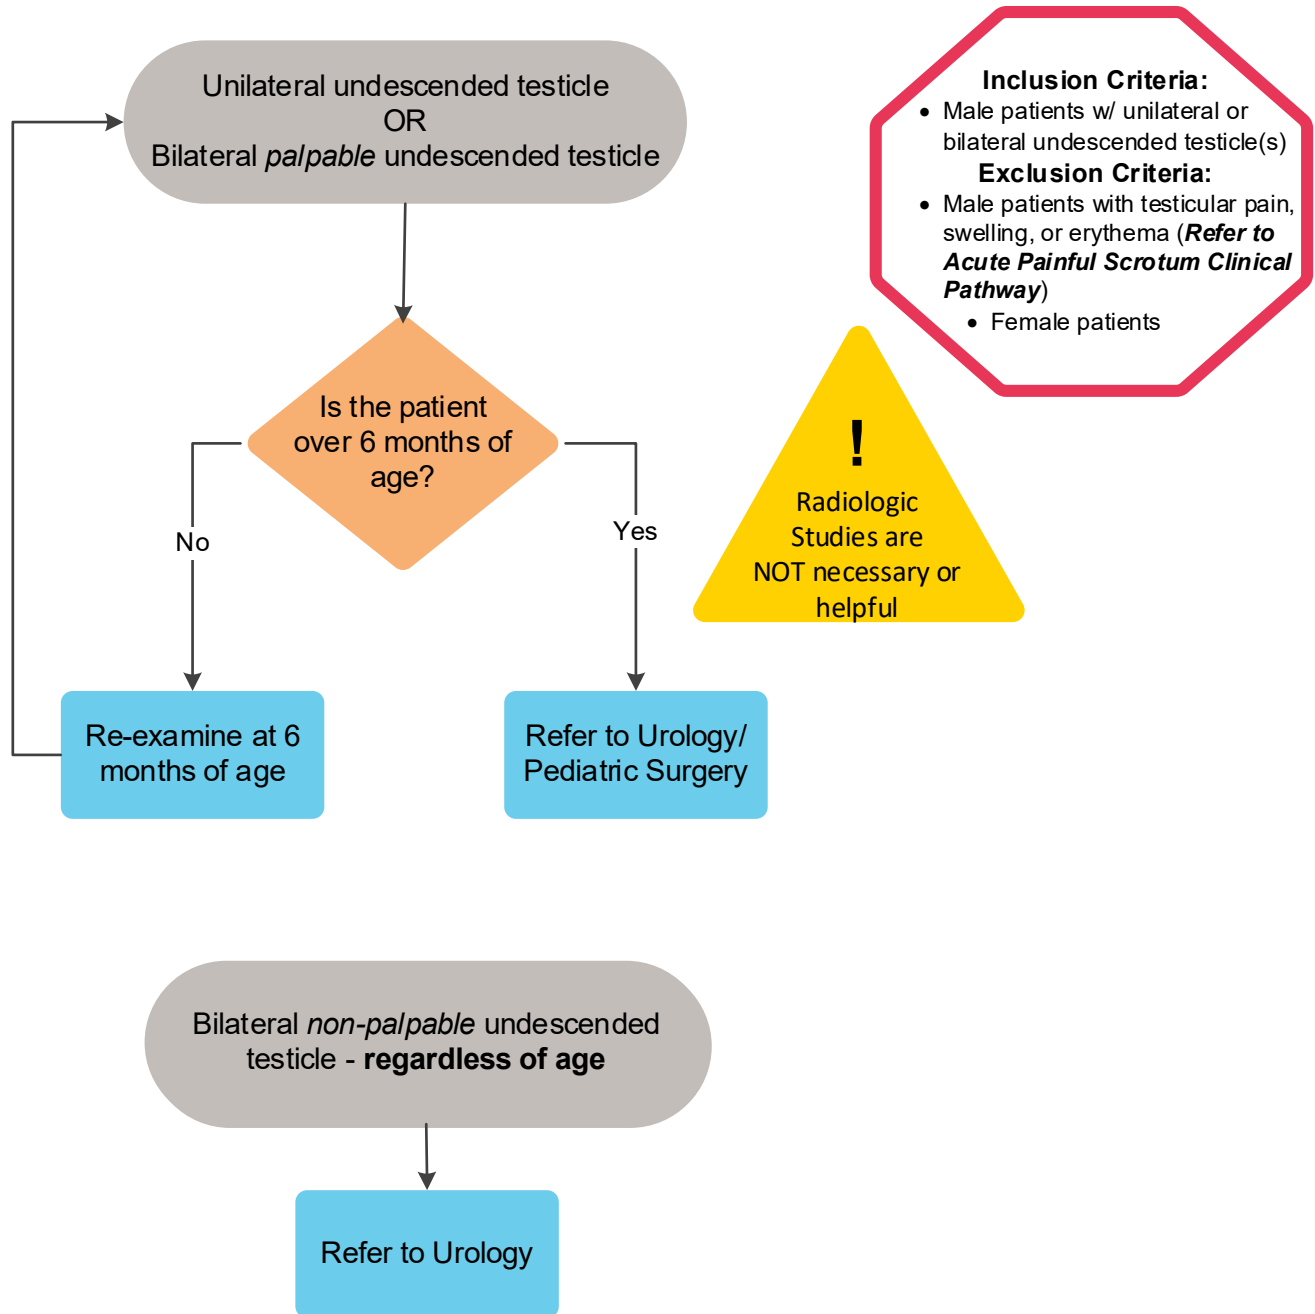 Unilateral undescended testicle
OR
Bilateral palpable undescended testicle
Inclusion Criteria:
• Male patients w/ unilateral or
bilateral undescended testicle(s)
Exclusion Criteria:
• Male patients with testicular pain,
swelling, or erythema (Refer to
Acute Painful Scrotum Clinical
Pathway)
• Female patients
Is the patient
over 6 months of
age?
No
Yes
!
Radiologic
Studies are
NOT necessary or
helpful
Re-examine at 6
months of age
Refer to Urology/
Pediatric Surgery
Bilateral non-palpable undescended
testicle - regardless of age
Refer to Urology